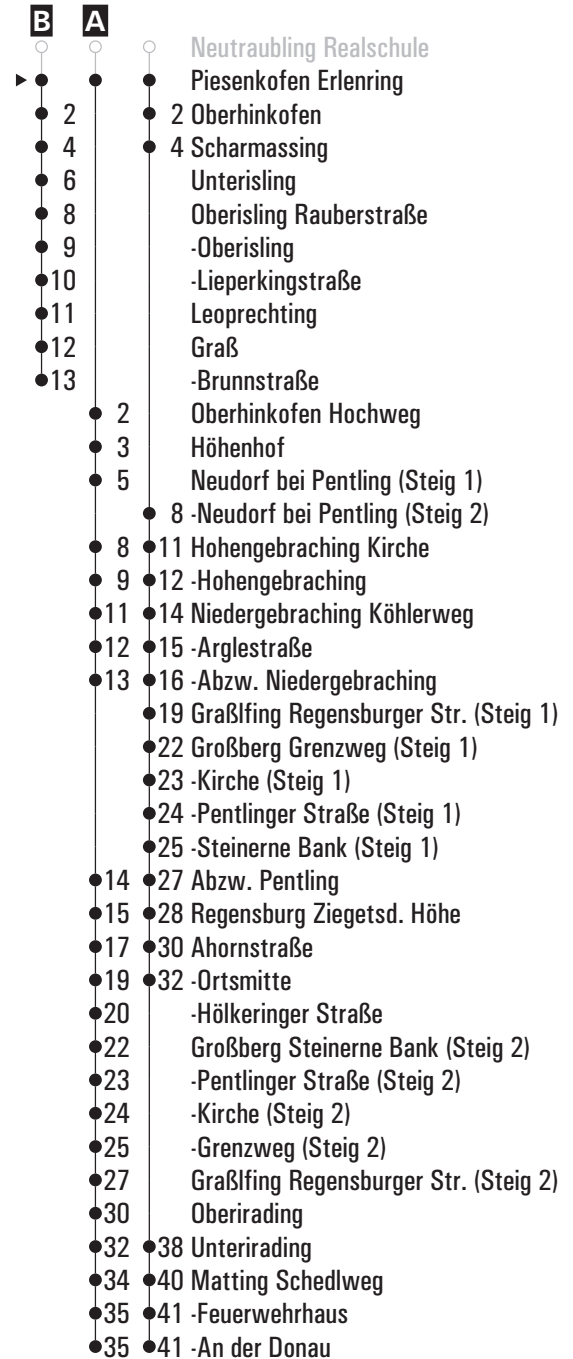 B A
Neutraubling Realschule
Piesenkofen Erlenring
2 2 Oberhinkofen
4 4 Scharmassing
6 Unterisling
8 Oberisling Rauberstraße
9 -Oberisling
10 -Lieperkingstraße
11 Leoprechting
12 Graß
13 -Brunnstraße
2 Oberhinkofen Hochweg
3 Höhenhof
5 Neudorf bei Pentling (Steig 1)
8 -Neudorf bei Pentling (Steig 2)
8 11 Hohengebraching Kirche
9 12 -Hohengebraching
11 14 Niedergebraching Köhlerweg
12 15 -Arglestraße
13 16 -Abzw. Niedergebraching
19 Graßlfing Regensburger Str. (Steig 1)
22 Großberg Grenzweg (Steig 1)
23 -Kirche (Steig 1)
24 -Pentlinger Straße (Steig 1)
25 -Steinerne Bank (Steig 1)
14 27 Abzw. Pentling
15 28 Regensburg Ziegetsd. Höhe
17 30 Ahornstraße
19 32 -Ortsmitte
20 -Hölkeringer Straße
22 Großberg Steinerne Bank (Steig 2)
23 -Pentlinger Straße (Steig 2)
24 -Kirche (Steig 2)
25 -Grenzweg (Steig 2)
27 Graßlfing Regensburger Str. (Steig 2)
30 Oberirading
32 38 Unterirading
34 40 Matting Schedlweg
35 41 -Feuerwehrhaus
35 41 -An der Donau